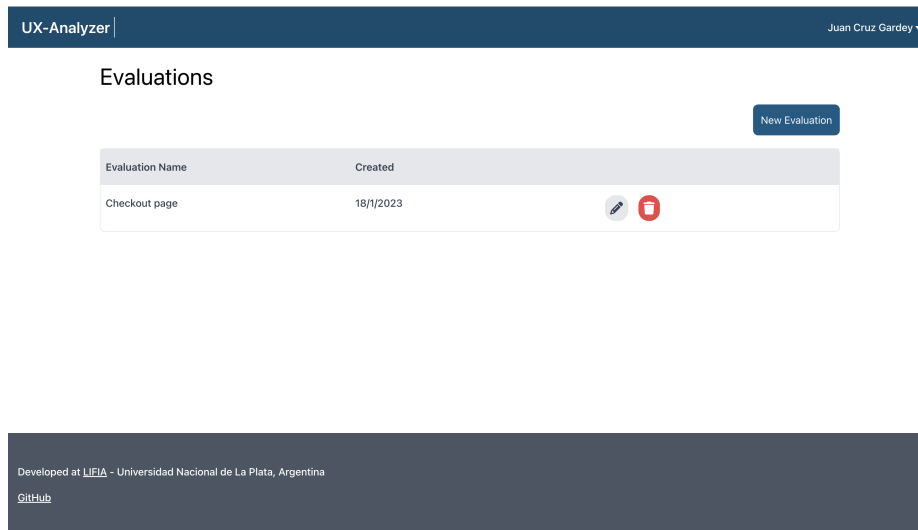 UX-Analyzer
Juan Cruz Gardey
Evaluations
New Evaluation
Evaluation Name Created
Checkout page 18/1/2023
Developed at LIFIA - Universidad Nacional de La Plata, Argentina
GitHub